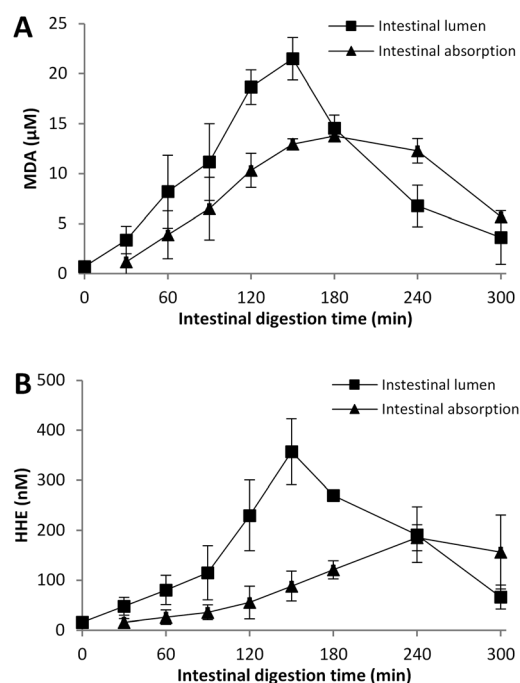 A
25
20
15
10
5
0
MDA (µM)
Intestinal lumen
Intestinal absorption
0 60 120 180 240 300
Intestinal digestion time (min)
B
500
400
300
200
100
0
HHE (nM)
Instestinal lumen
Intestinal absorption
0 60 120 180 240 300
Intestinal digestion time (min)